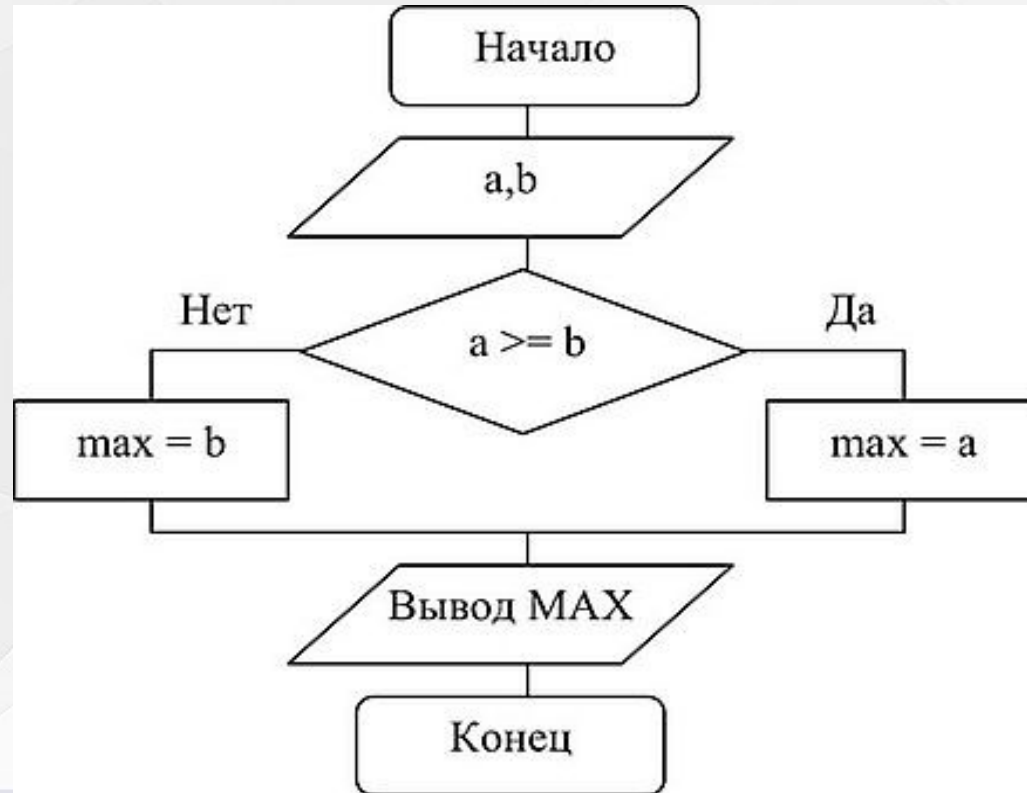 Начало
a,b
Нет
Да
a >= b
max = b
max = a
Вывод MAX
Конец